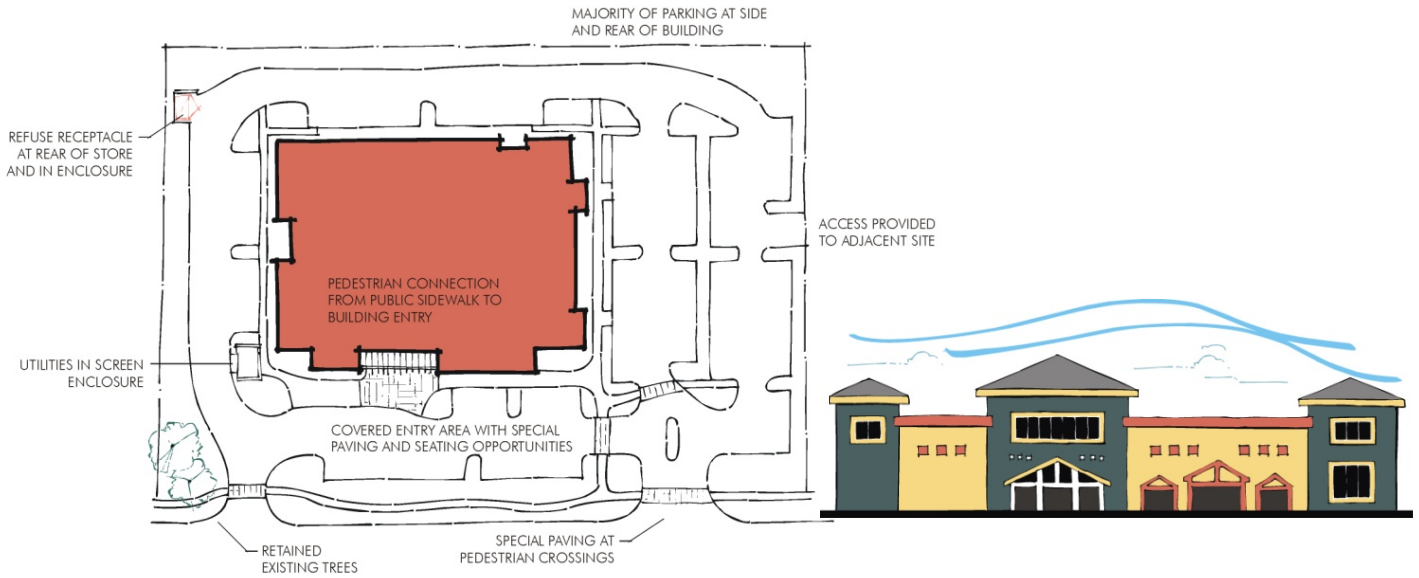 MAJORITY OF PARKING AT SIDE
AND REAR OF BUILDING
REFUSE RECEPTACLE
AT REAR OF STORE
AND IN ENCLOSURE
ACCESS PROVIDED
TO ADJACENT SITE
PEDESTRIAN CONNECTION
FROM PUBLIC SIDEWALK TO
BUILDING ENTRY
UTILITIES IN SCREEN
ENCLOSURE
COVERED ENTRY AREA WITH SPECIAL
PAVING AND SEATING OPPORTUNITIES
SPECIAL PAVING AT
PEDESTRIAN CROSSINGS
RETAINED
EXISTING TREES